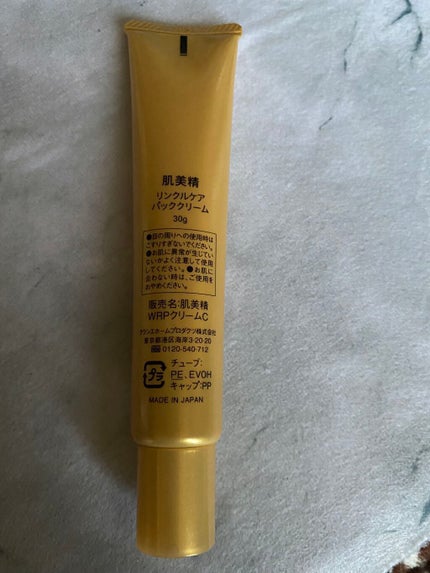 肌美精
リンクルケア
パッククリーム
30g
●目の周りへの使用時は
こすりすぎないでください。
●お肌に異常が生じてい
ないかよく注意して使用
してください。●お肌に
合わない時は、ご使用を
おやめください。
販売名:肌美精
WRPクリームC
クラシエホームプロダクツ株式会社
東京都港区海岸3-20-20
0120-540-712
チューブ:
プラ
PE、EVOH
キャップ:PP
MADE IN JAPAN